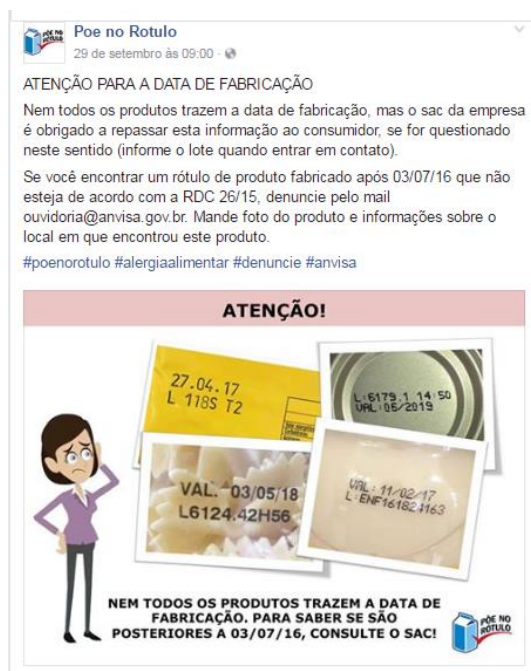 PÕE NO
RÓTULO
Poe no Rotulo
29 de setembro às 09:00 ·
ATENÇÃO PARA A DATA DE FABRICAÇÃO
Nem todos os produtos trazem a data de fabricação, mas o sac da empresa
é obrigado a repassar esta informação ao consumidor, se for questionado
neste sentido (informe o lote quando entrar em contato).
Se você encontrar um rótulo de produto fabricado após 03/07/16 que não
esteja de acordo com a RDC 26/15, denuncie pelo mail
ouvidoria@anvisa.gov.br. Mande foto do produto e informações sobre o
local em que encontrou este produto.
#poenorotulo #alergiaalimentar #denuncie #anvisa
ATENÇÃO!
27.04.17
L 118S T2
L:6179.1 14:50
VAL:06/2019
VAL. 03/05/18
L6124.42H56
VAL: 11/02/17
L:ENF161824163
NEM TODOS OS PRODUTOS TRAZEM A DATA DE
FABRICAÇÃO. PARA SABER SE SÃO
POSTERIORES A 03/07/16, CONSULTE O SAC!
PÕE NO
RÓTULO